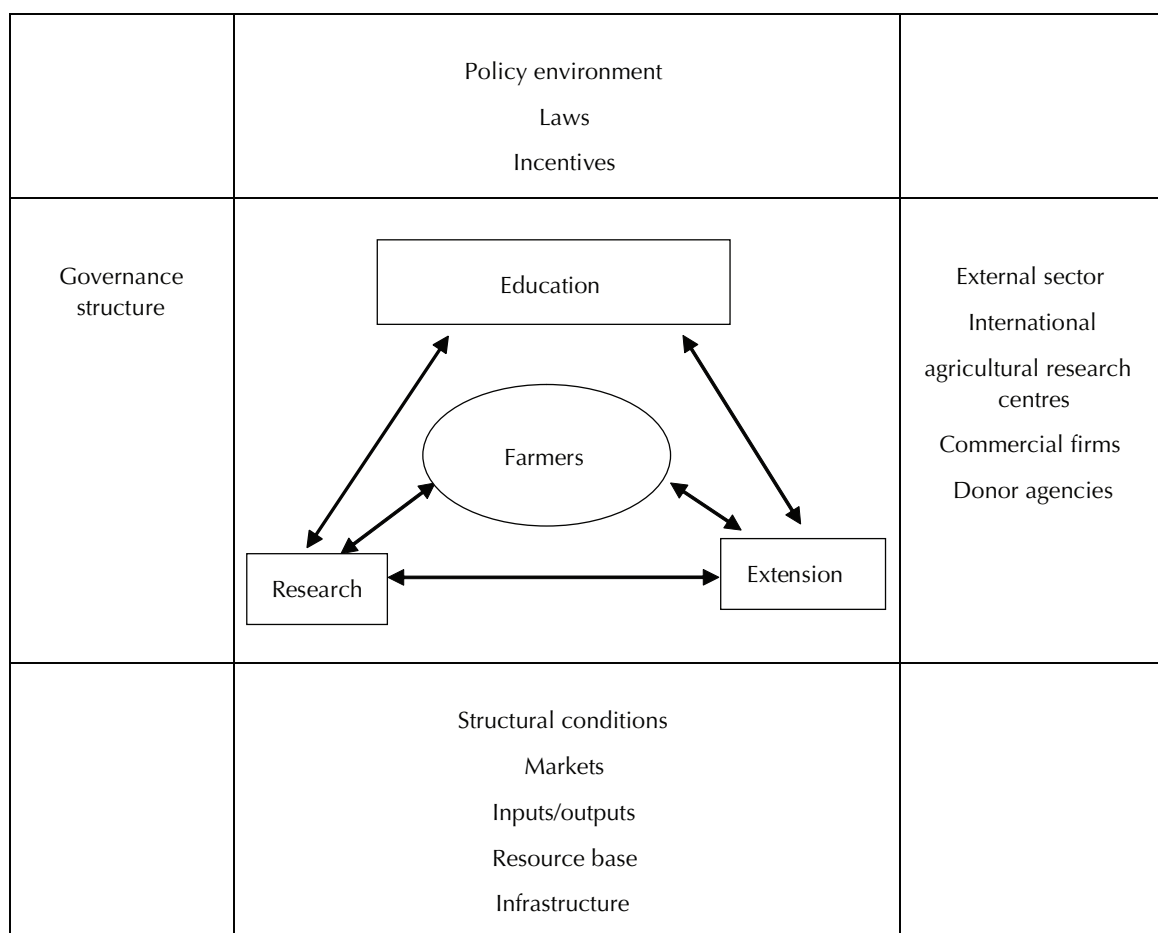 Policy environment
Laws
Incentives
Governance
structure
Education
Farmers
Research
Extension
External sector
International
agricultural research
centres
Commercial firms
Donor agencies
Structural conditions
Markets
Inputs/outputs
Resource base
Infrastructure